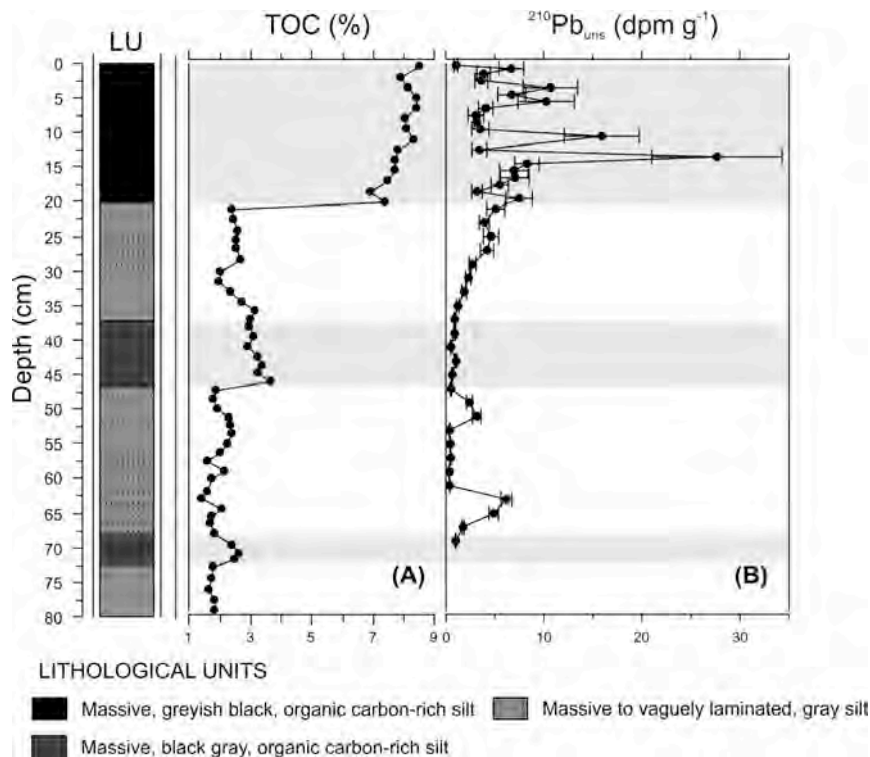 LU
TOC (%)
²¹⁰Pbᵤₙₛ (dpm g⁻¹)
Depth (cm)
0
5
10
15
20
25
30
35
40
45
50
55
60
65
70
75
80
(A)
(B)
1
3
5
7
9
0
10
20
30
LITHOLOGICAL UNITS
Massive, greyish black, organic carbon-rich silt
Massive to vaguely laminated, gray silt
Massive, black gray, organic carbon-rich silt